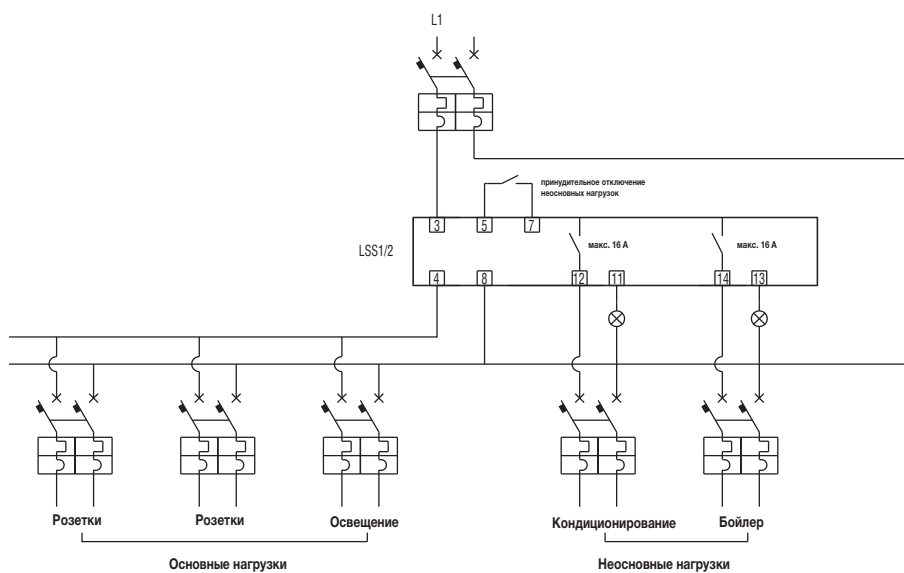 L1
принудительное отключение
неосновных нагрузок
3 5 7
LSS1/2
макс. 16 А
макс. 16 А
4 8 12 11 14 13
Розетки
Розетки
Освещение
Кондиционирование
Бойлер
Основные нагрузки
Неосновные нагрузки